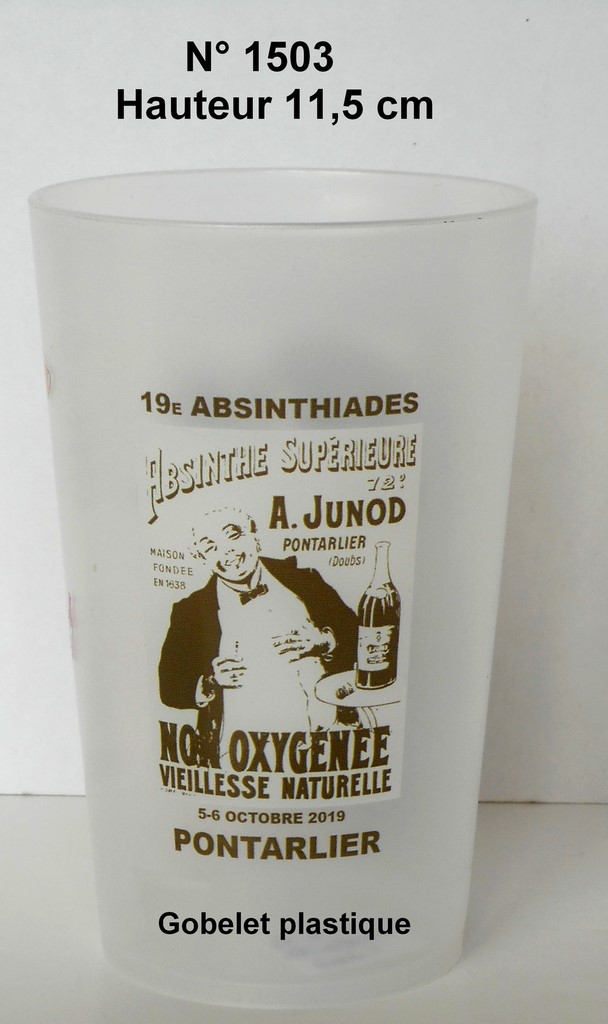 N° 1503
Hauteur 11,5 cm
19E ABSINTHIADES
ABSINTHE SUPÉRIEURE
72°
A. JUNOD
PONTARLIER
(Doubs)
MAISON
FONDÉE
EN 1838
NON OXYGÉNÉE
VIEILLESSE NATURELLE
5-6 OCTOBRE 2019
PONTARLIER
Gobelet plastique